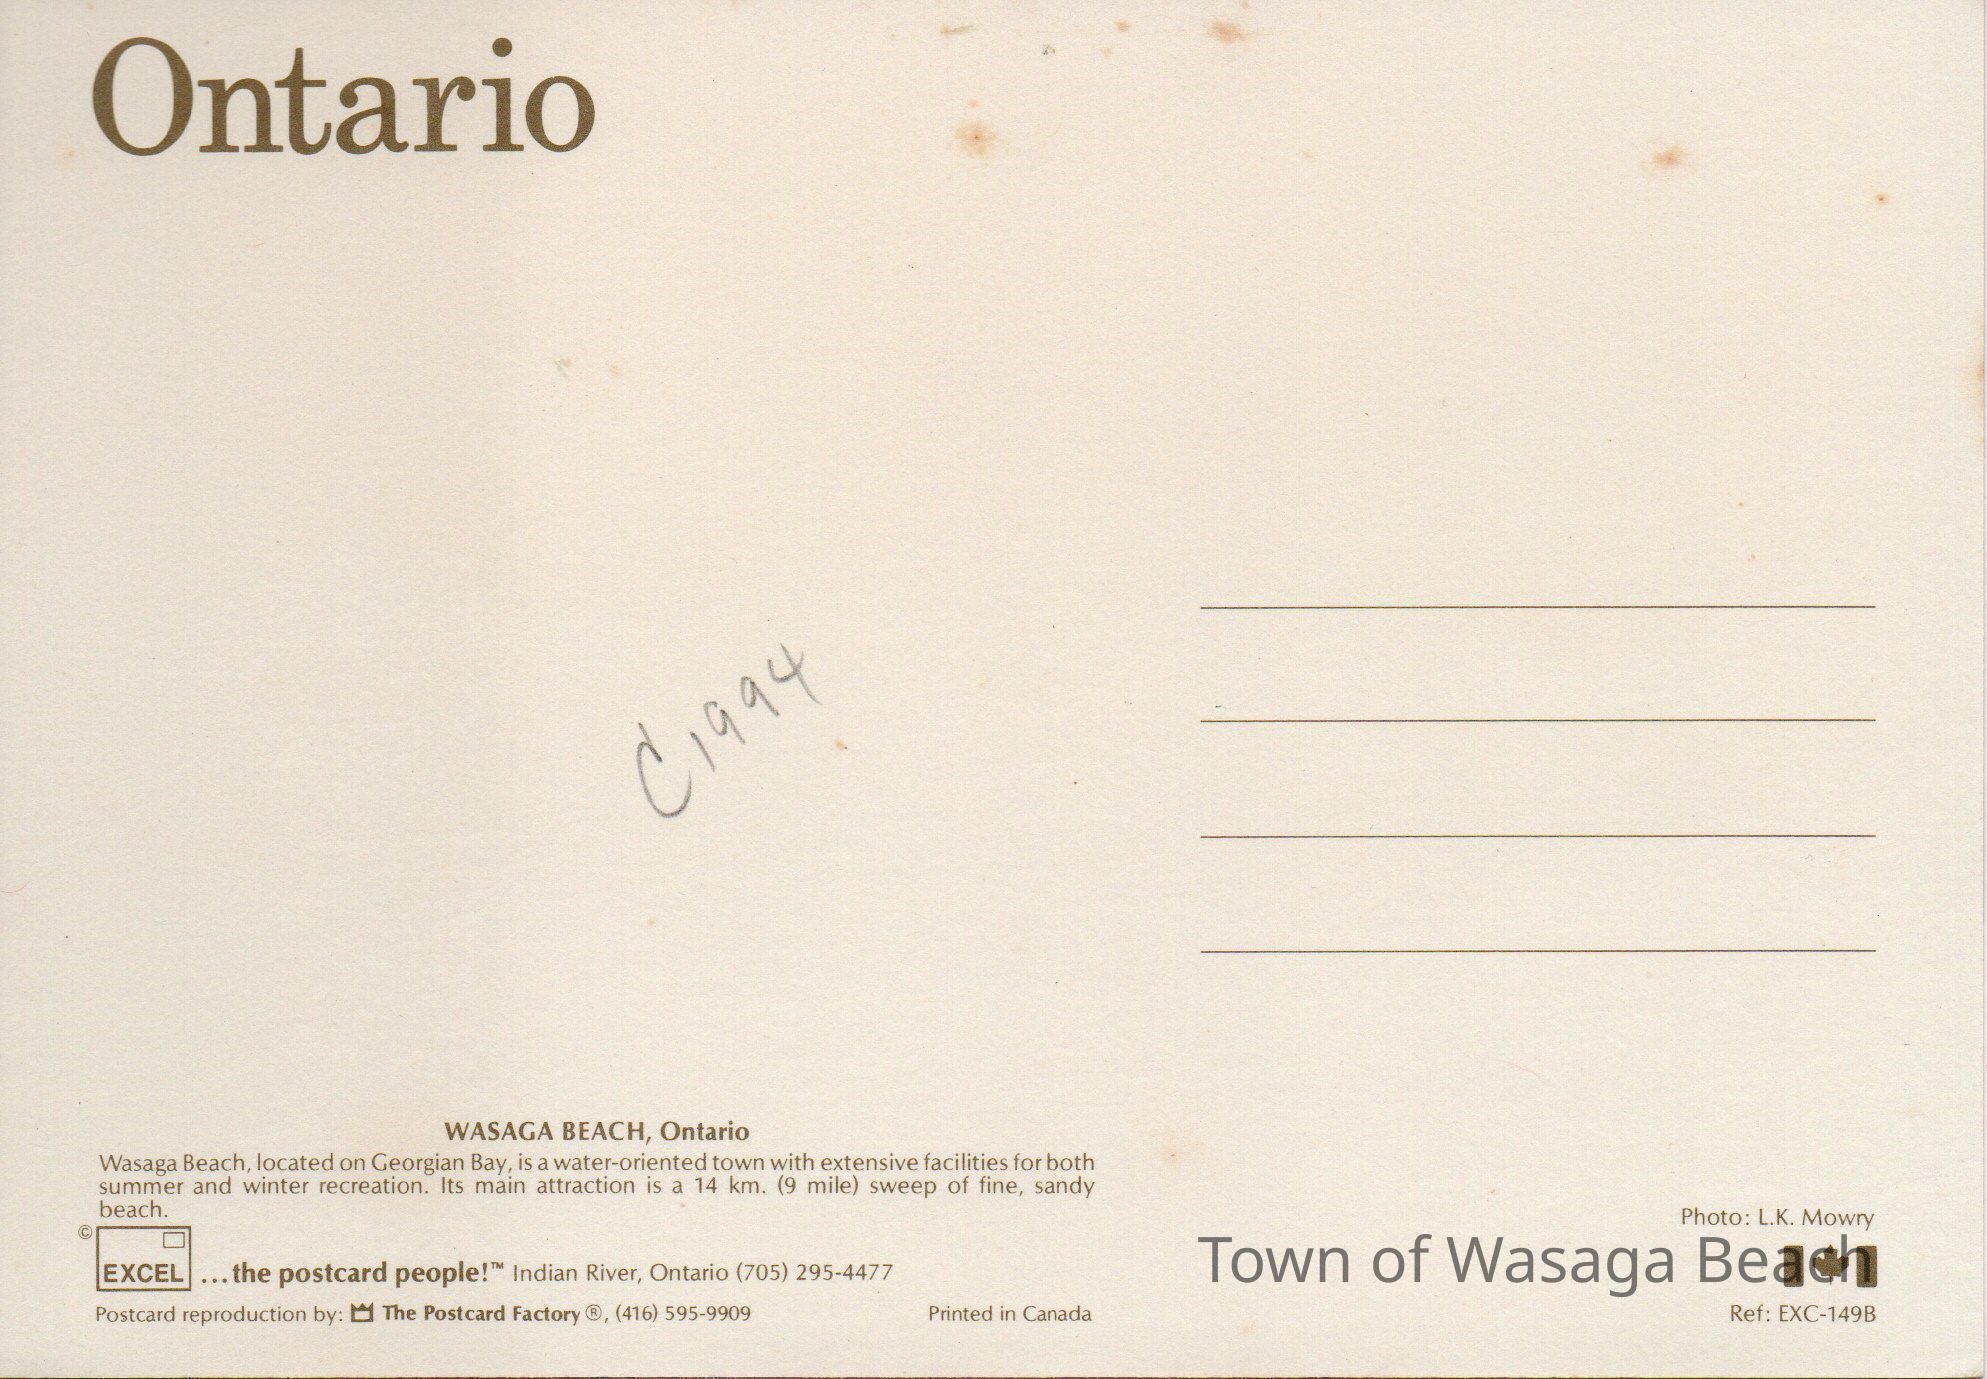 Ontario
C1994
WASAGA BEACH, Ontario
Wasaga Beach, located on Georgian Bay, is a water-oriented town with extensive facilities for both
summer and winter recreation. Its main attraction is a 14 km. (9 mile) sweep of fine, sandy
beach.
©
EXCEL ...the postcard people!™ Indian River, Ontario (705) 295-4477
Postcard reproduction by: The Postcard Factory®, (416) 595-9909
Printed in Canada
Photo: L.K. Mowry
Town of Wasaga Beach
Ref: EXC-149B